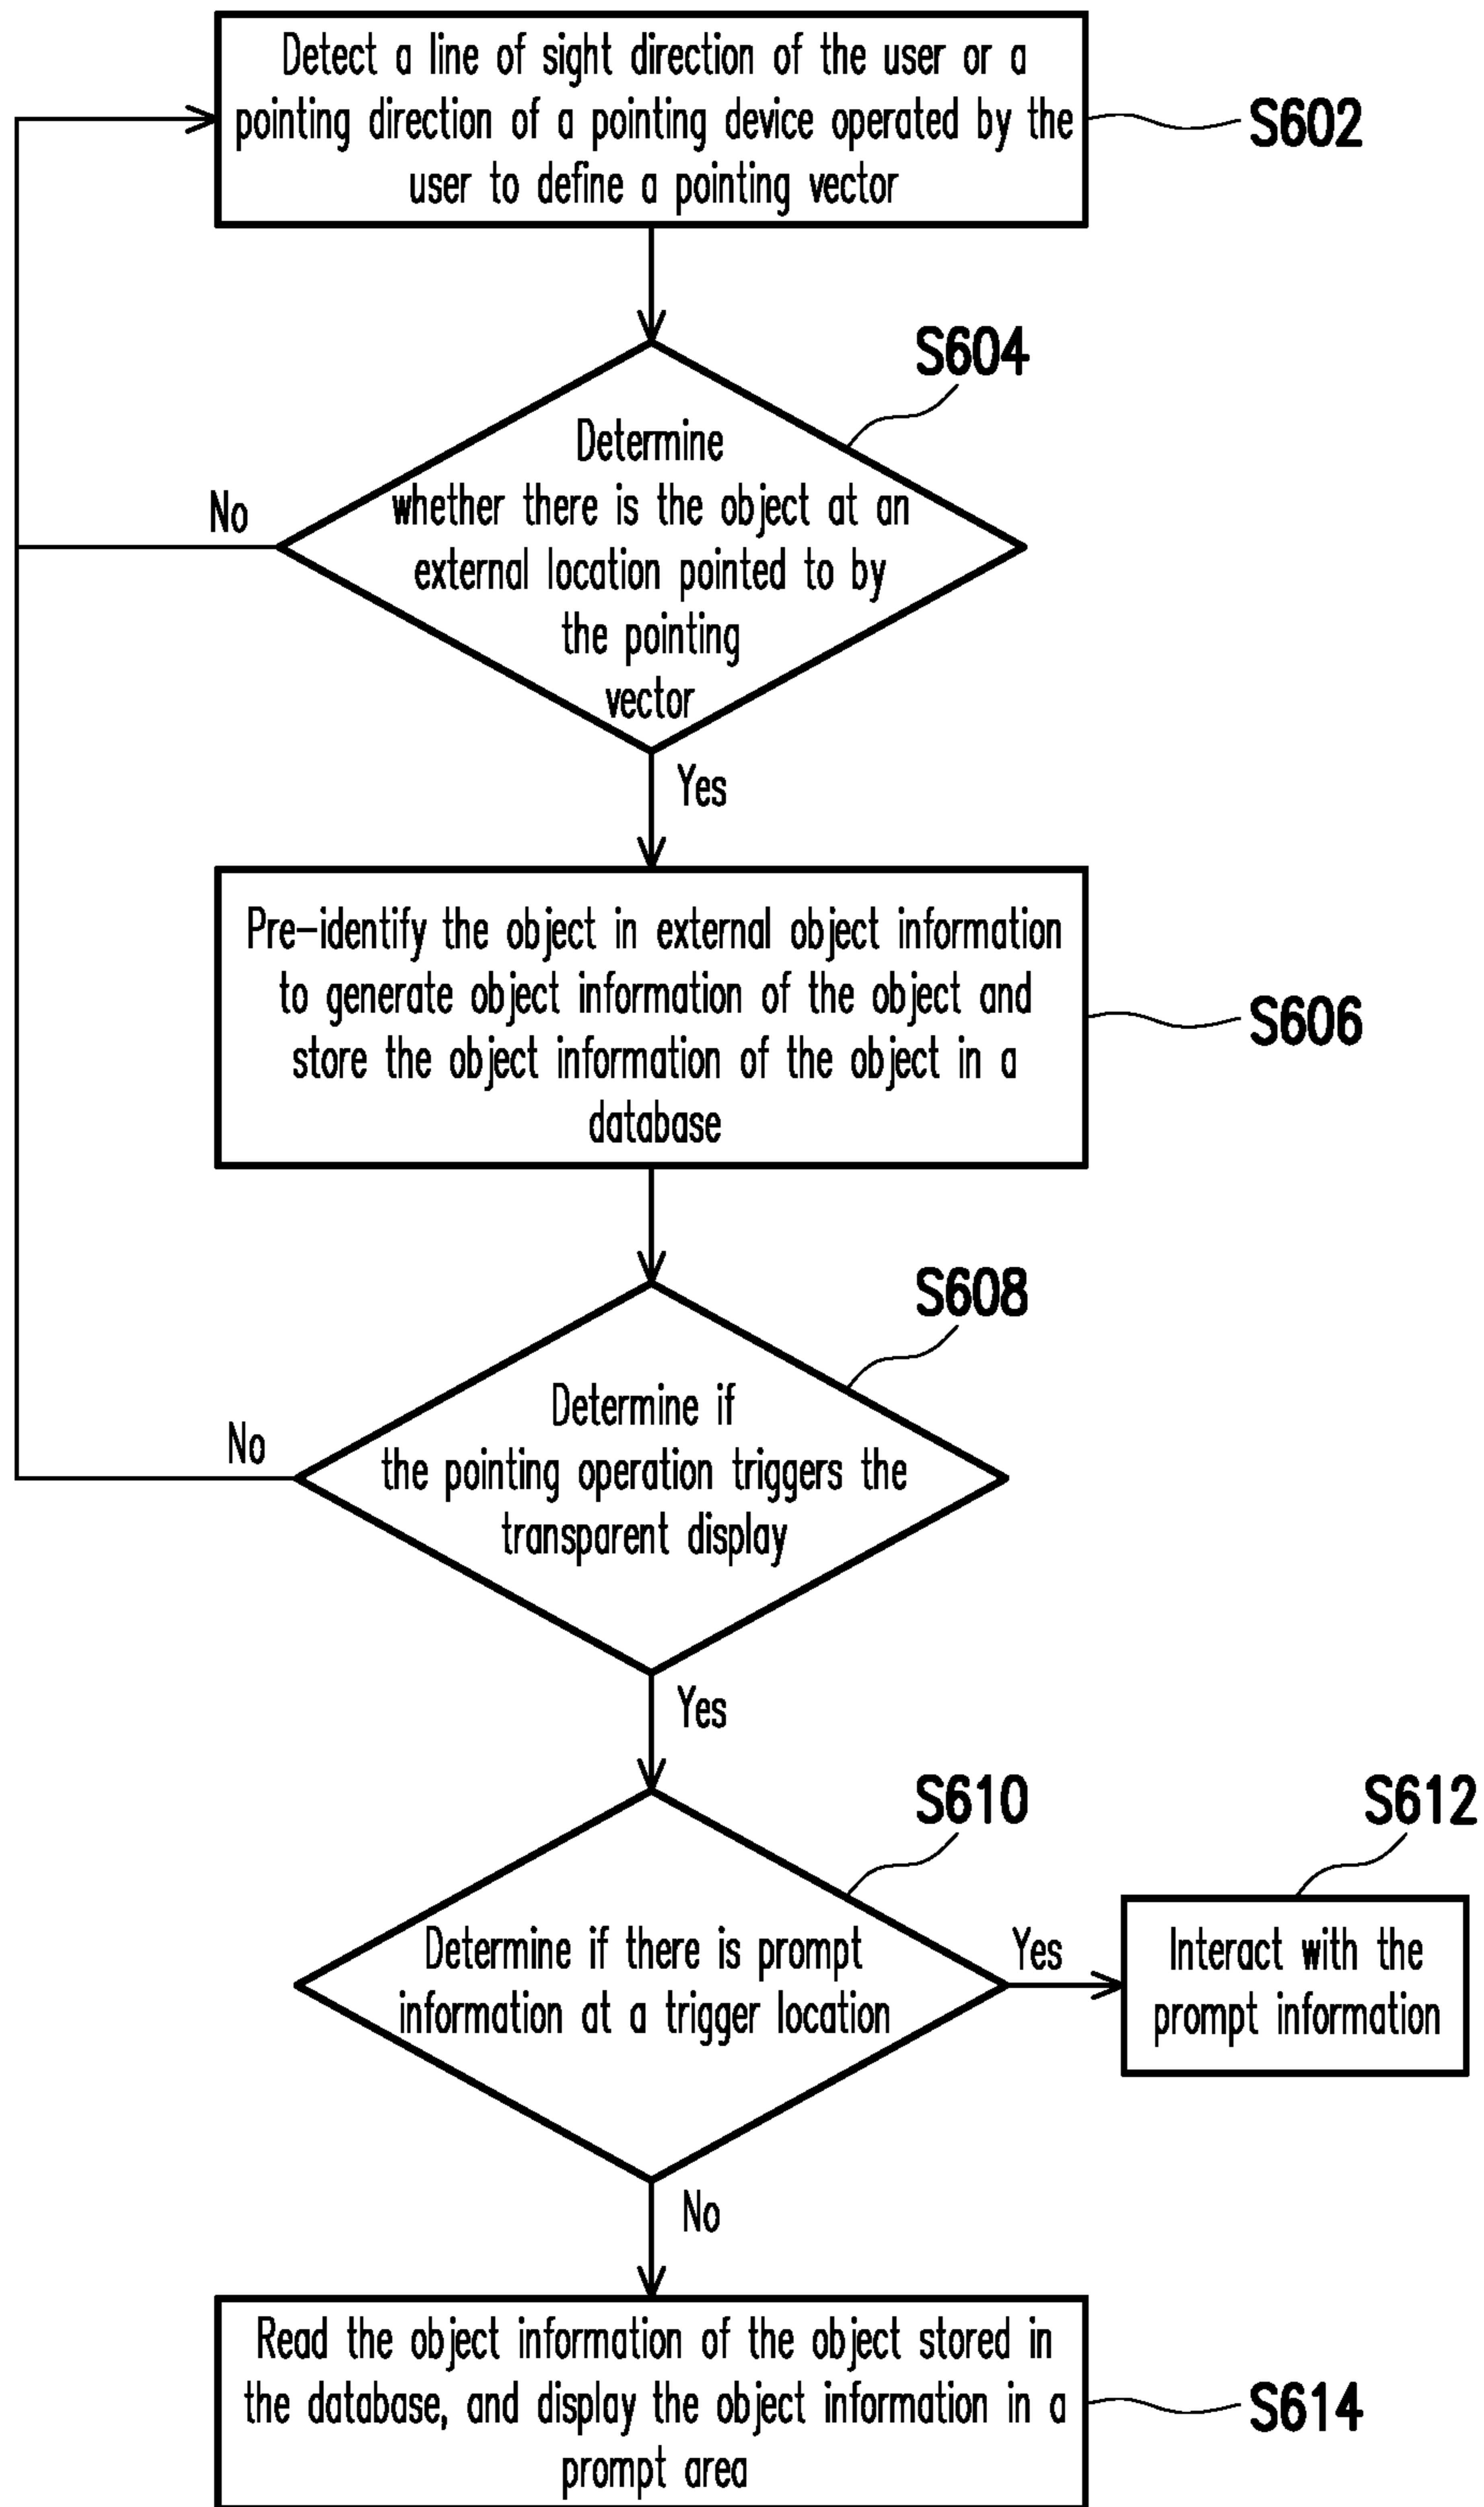 Detect a line of sight direction of the user or a
pointing direction of a pointing device operated by the
user to define a pointing vector
S602
S604
Determine
whether there is the object at an
external location pointed to by
the pointing
vector
No
Yes
Pre-identify the object in external object information
to generate object information of the object and
store the object information of the object in a
database
S606
S608
Determine if
the pointing operation triggers the
transparent display
No
Yes
S610
Determine if there is prompt
information at a trigger location
Yes
S612
Interact with the
prompt information
No
Read the object information of the object stored in
the database, and display the object information in a
prompt area
S614